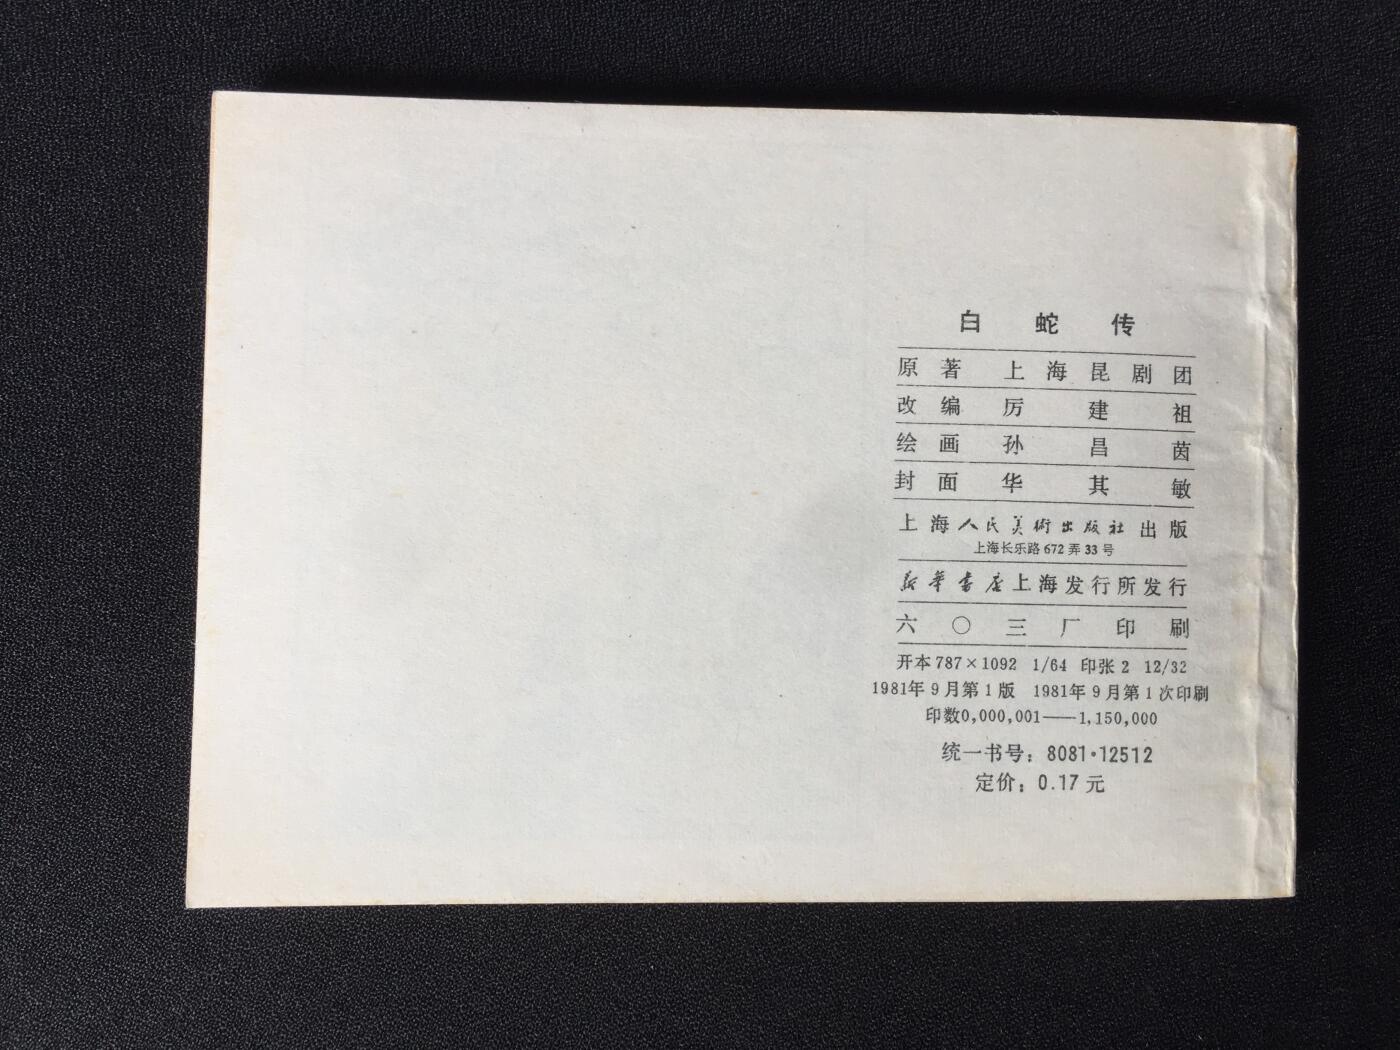 白蛇传
原著 上海昆剧团
改编 厉建祖
绘画 孙昌茵
封面 华其敏
上海人民美術出版社出版
上海长乐路672弄33号
新華書店上海发行所发行
六〇三厂印刷
开本787×1092 1/64 印张2 12/32
1981年9月第1版 1981年9月第1次印刷
印数0,000,001——1,150,000
统一书号：8081·12512
定价：0.17元